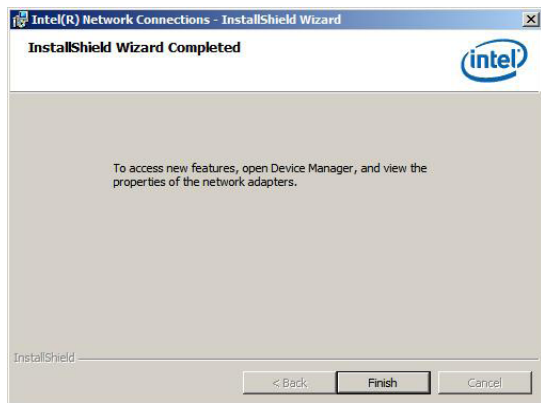 Intel(R) Network Connections - InstallShield Wizard
InstallShield Wizard Completed
intel
To access new features, open Device Manager, and view the
properties of the network adapters.
InstallShield
< Back
Finish
Cancel